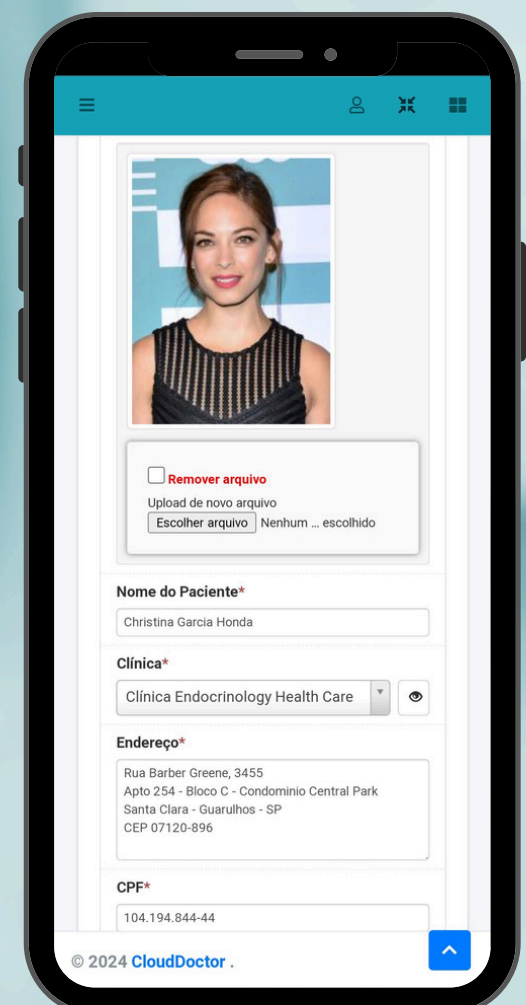 Remover arquivo
Upload de novo arquivo
Escolher arquivo Nenhum ... escolhido
Nome do Paciente*
Christina Garcia Honda
Clínica*
Clínica Endocrinology Health Care
Endereço*
Rua Barber Greene, 3455
Apto 254 - Bloco C - Condominio Central Park
Santa Clara - Guarulhos - SP
CEP 07120-896
CPF*
104.194.844-44
© 2024 CloudDoctor .